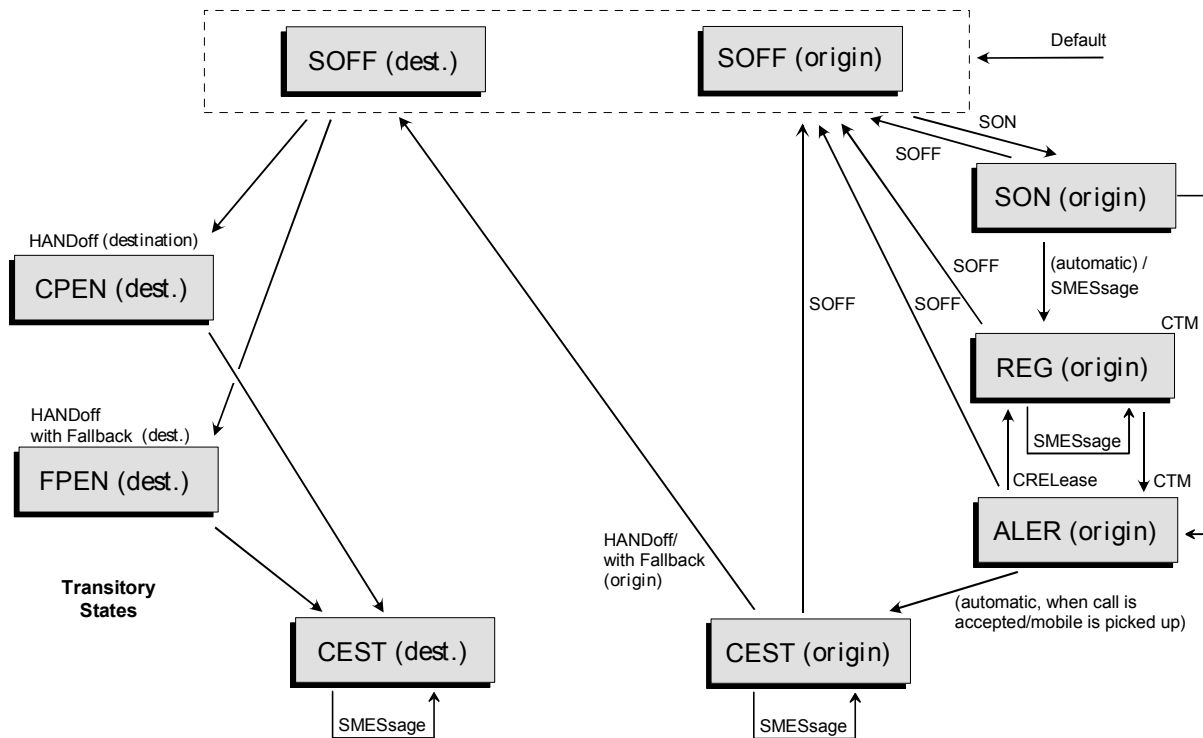 SOFF (dest.)
SOFF (origin)
Default
SON
SOFF
SON (origin)
HANDoff (destination)
CPEN (dest.)
(automatic) /
SMESsage
SOFF
SOFF
SOFF
CTM
REG (origin)
HANDoff
with Fallback (dest.)
FPEN (dest.)
SMESsage
CRELease
CTM
ALER (origin)
HANDoff/
with Fallback
(origin)
Transitory
States
(automatic, when call is
accepted/mobile is picked up)
CEST (dest.)
CEST (origin)
SMESsage
SMESsage